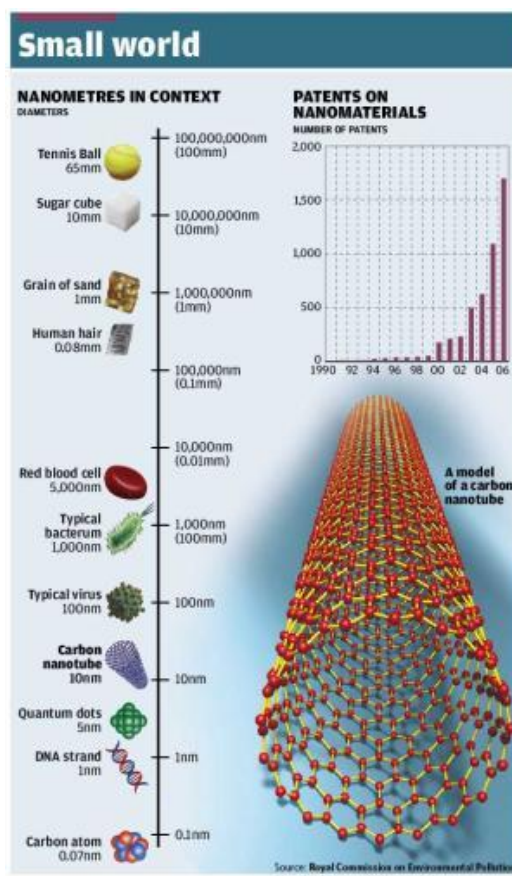 Small world
NANOMETRES IN CONTEXT
DIAMETERS
Tennis Ball
65mm
Sugar cube
10mm
Grain of sand
1mm
Human hair
0.08mm
Red blood cell
5,000nm
Typical
bacterum
1,000nm
Typical virus
100nm
Carbon
nanotube
10nm
Quantum dots
5nm
DNA strand
1nm
Carbon atom
0.07nm
100,000,000nm
(100mm)
10,000,000nm
(10mm)
1,000,000nm
(1mm)
100,000nm
(0.1mm)
10,000nm
(0.01mm)
1,000nm
(100mm)
100nm
10nm
1nm
0.1nm
PATENTS ON
NANOMATERIALS
NUMBER OF PATENTS
2,000
1,500
1,000
500
0
1990 92 94 96 98 00 02 04 06
A model
of a carbon
nanotube
Source: Royal Commission on Environmental Pollutio